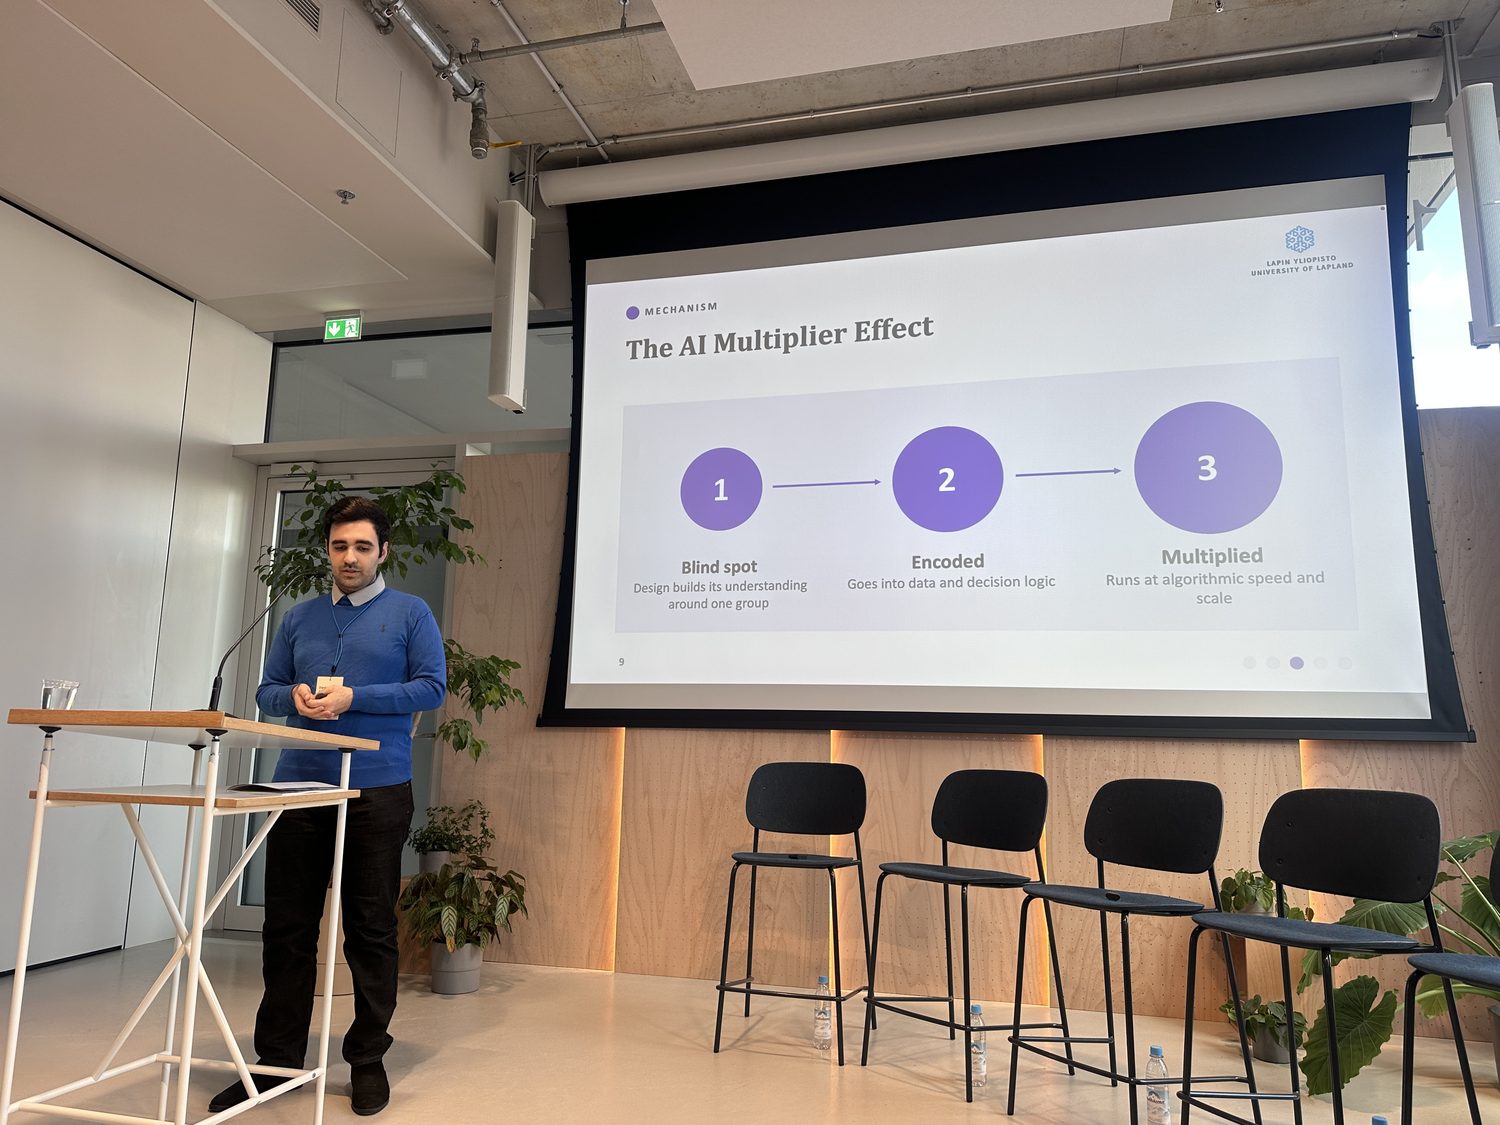 LAPIN YLIOPISTO
UNIVERSITY OF LAPLAND
MECHANISM
The AI Multiplier Effect
1
2
3
Blind spot
Design builds its understanding
around one group
Encoded
Goes into data and decision logic
Multiplied
Runs at algorithmic speed and
scale
9